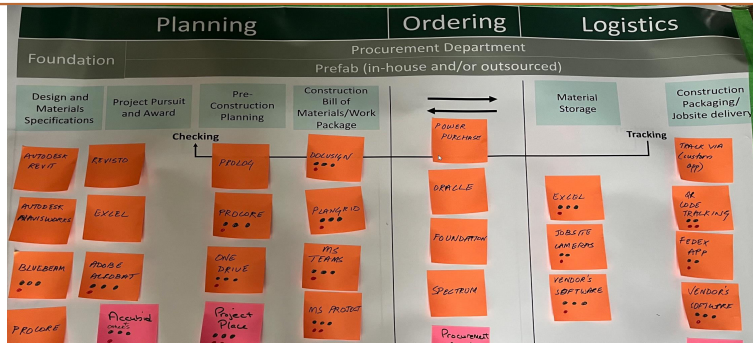 Planning
Ordering
Logistics
Foundation
Procurement Department
Prefab (in-house and/or outsourced)
Design and
Materials
Specifications
Project Pursuit
and Award
Pre-
Construction
Planning
Construction
Bill of
Materials/Work
Package
Material
Storage
Construction
Packaging/
Jobsite delivery
Checking
Tracking
AUTODESK
REVIT
REVISTO
PROLOG
DOCUSIGN
POWER
PURCHASE
TRACK VIA
(custom
app)
AUTODESK
NAVISWORKS
EXCEL
PROCORE
PLANGRID
ORACLE
EXCEL
QR
CODE
TRACKING
BLUEBEAM
ADOBE
ACROBAT
ONE
DRIVE
MS
TEAMS
FOUNDATION
JOBSITE
CAMERAS
FEDEX
APP
PROCORE
Accubid
Project
Place
MS PROJECT
SPECTRUM
VENDOR'S
SOFTWARE
VENDOR'S
SOFTWARE
Procurement